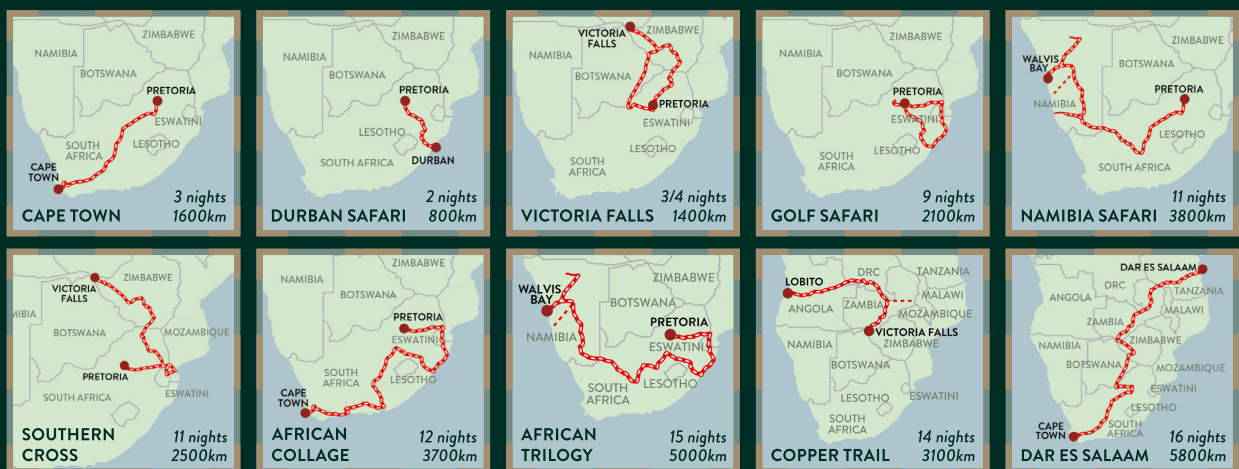 NAMIBIA
ZIMBABWE
BOTSWANA
PRETORIA
ESWATINI
LESOTHO
SOUTH
AFRICA
CAPE
TOWN
3 nights
CAPE TOWN 1600km
ZIMBABWE
NAMIBIA
BOTSWANA
PRETORIA
LESOTHO
SOUTH AFRICA
DURBAN
2 nights
DURBAN SAFARI 800km
VICTORIA
FALLS
ZIMBABWE
NAMIBIA
BOTSWANA
PRETORIA
ESWATINI
LESOTHO
SOUTH
AFRICA
3/4 nights
VICTORIA FALLS 1400km
ZIMBABWE
NAMIBIA
BOTSWANA
PRETORIA
ESWATINI
LESOTHO
SOUTH
AFRICA
9 nights
GOLF SAFARI 2100km
ZIMBABWE
WALVIS
BAY
BOTSWANA
PRETORIA
NAMIBIA
LESOTHO
SOUTH AFRICA
11 nights
NAMIBIA SAFARI 3800km
ZIMBABWE
VICTORIA
FALLS
MIBIA
BOTSWANA
MOZAMBIQUE
PRETORIA
SOUTH AFRICA
ESWATINI
SOUTHERN 11 nights
CROSS 2500km
ZIMBABWE
NAMIBIA
BOTSWANA
PRETORIA
ESWATINI
SOUTH
AFRICA
LESOTHO
CAPE
TOWN
AFRICAN 12 nights
COLLAGE 3700km
ZIMBABWE
WALVIS
BAY
BOTSWANA
PRETORIA
NAMIBIA
ESWATINI
SOUTH
AFRICA
LESOTHO
AFRICAN 15 nights
TRILOGY 5000km
DRC
TANZANIA
LOBITO
MALAWI
ANGOLA
ZAMBIA
MOZAMBIQUE
VICTORIA FALLS
NAMIBIA
ZIMBABWE
BOTSWANA
LESOTHO
ESWATINI
SOUTH
AFRICA
14 nights
COPPER TRAIL 3100km
DAR ES SALAAM
DRC
TANZANIA
ANGOLA
MALAWI
ZAMBIA
NAMIBIA
ZIMBABWE
BOTSWANA
MOZAMBIQUE
ESWATINI
LESOTHO
CAPE
TOWN
SOUTH
AFRICA
16 nights
DAR ES SALAAM 5800km